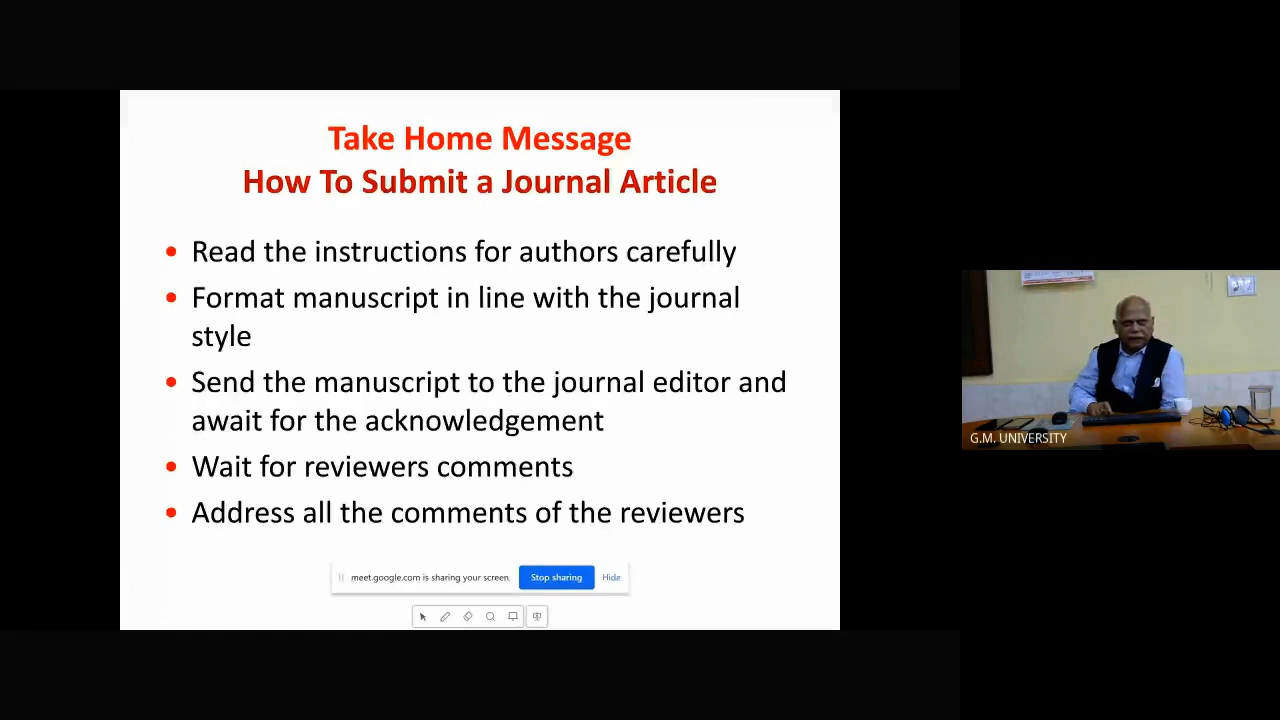 Take Home Message
How To Submit a Journal Article
• Read the instructions for authors carefully
• Format manuscript in line with the journal
style
• Send the manuscript to the journal editor and
await for the acknowledgement
• Wait for reviewers comments
• Address all the comments of the reviewers
meet.google.com is sharing your screen. Stop sharing Hide
G.M. UNIVERSITY